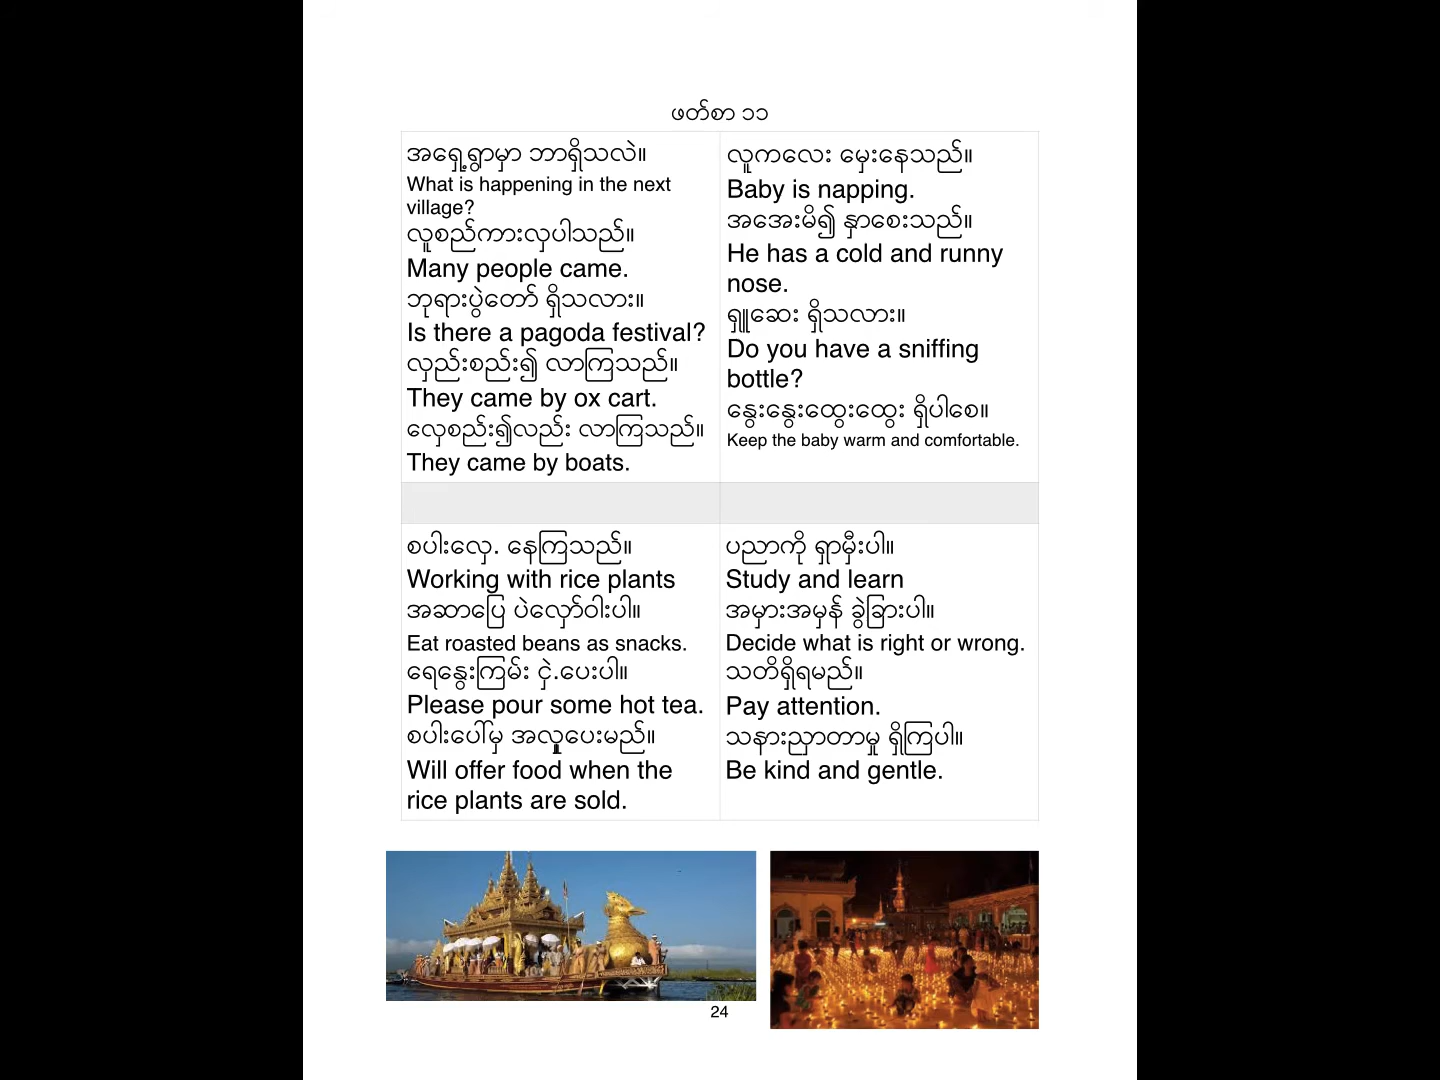 ဖတ်စာ ၁၁
အရှေ့ရွာမှာ ဘာရှိသလဲ။
What is happening in the next
village?
လူစည်ကားလှပါသည်။
Many people came.
ဘုရားပွဲတော် ရှိသလား။
Is there a pagoda festival?
လှည်းစည်း၍ လာကြသည်။
They came by ox cart.
လှေစည်း၍လည်း လာကြသည်။
They came by boats.
လူကလေး မှေးနေသည်။
Baby is napping.
အအေးမိ၍ နှာစေးသည်။
He has a cold and runny
nose.
ရှူဆေး ရှိသလား။
Do you have a sniffing
bottle?
နွေးနွေးထွေးထွေး ရှိပါစေ။
Keep the baby warm and comfortable.
စပါးလှေ့ နေကြသည်။
Working with rice plants
အဆာပြေ ပဲလှော်ဝါးပါ။
Eat roasted beans as snacks.
ရေနွေးကြမ်း ငှဲ့ပေးပါ။
Please pour some hot tea.
စပါးပေါ်မှ အလှူပေးမည်။
Will offer food when the
rice plants are sold.
ပညာကို ရှာမှီးပါ။
Study and learn
အမှားအမှန် ခွဲခြားပါ။
Decide what is right or wrong.
သတိရှိရမည်။
Pay attention.
သနားညှာတာမှု ရှိကြပါ။
Be kind and gentle.
24